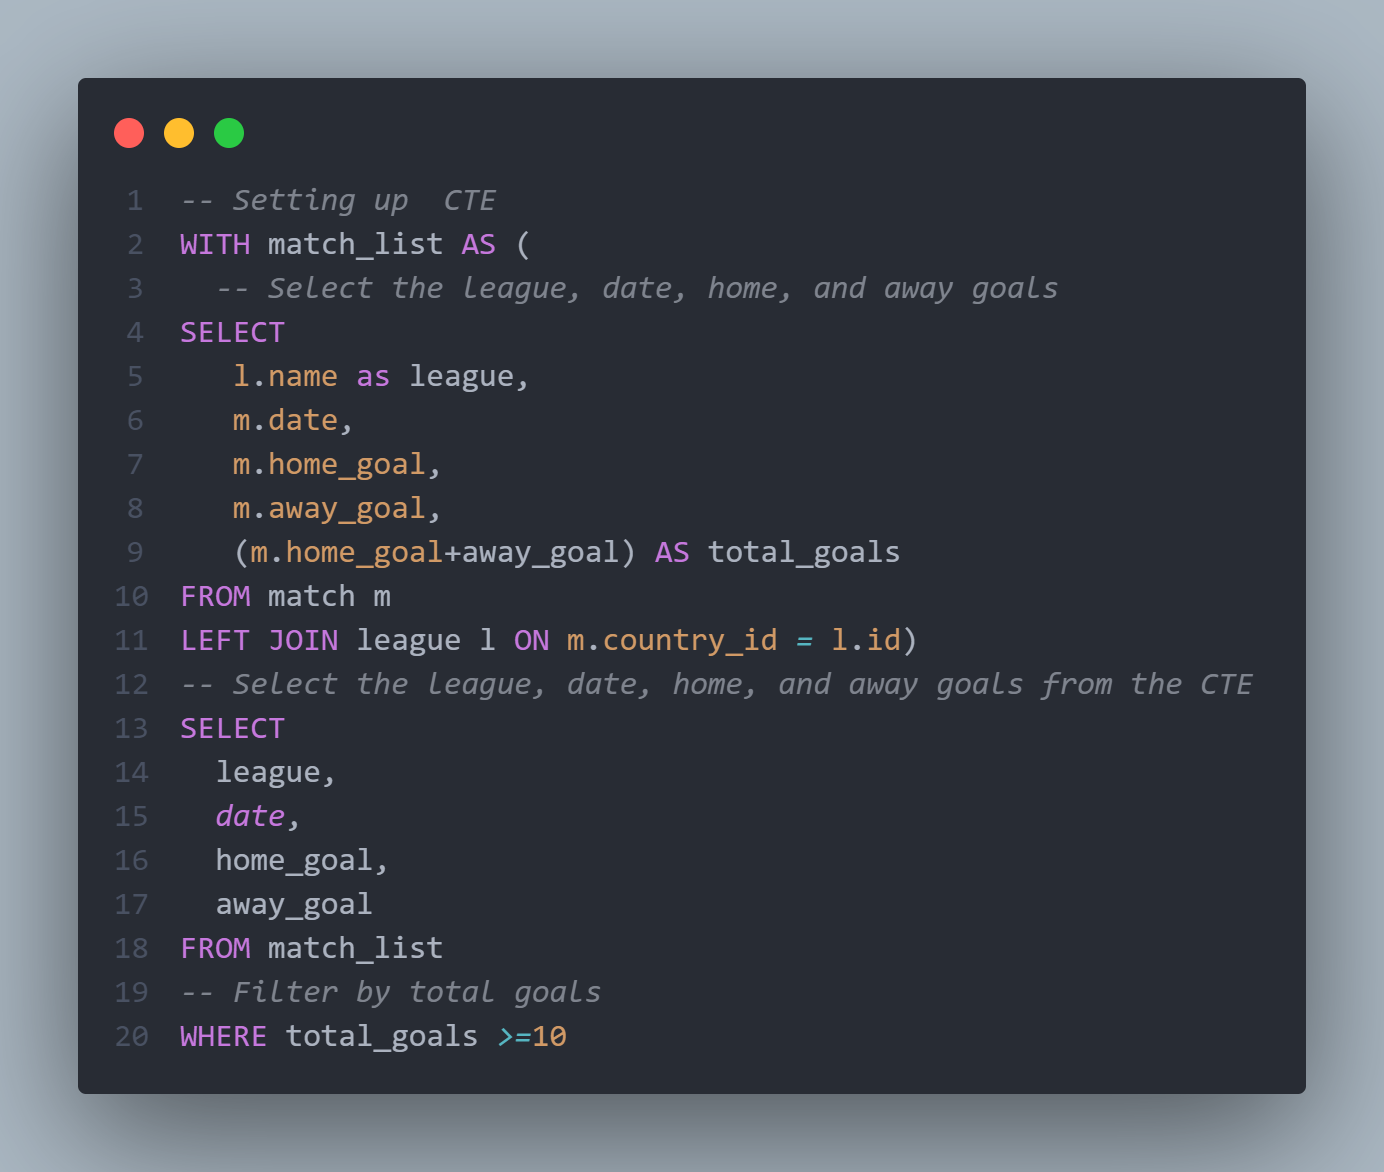 1 -- Setting up  CTE
2 WITH match_list AS (
3   -- Select the league, date, home, and away goals
4 SELECT
5    l.name as league,
6    m.date,
7    m.home_goal,
8    m.away_goal,
9    (m.home_goal+away_goal) AS total_goals
10 FROM match m
11 LEFT JOIN league l ON m.country_id = l.id)
12 -- Select the league, date, home, and away goals from the CTE
13 SELECT
14   league,
15   date,
16   home_goal,
17   away_goal
18 FROM match_list
19 -- Filter by total goals
20 WHERE total_goals >=10